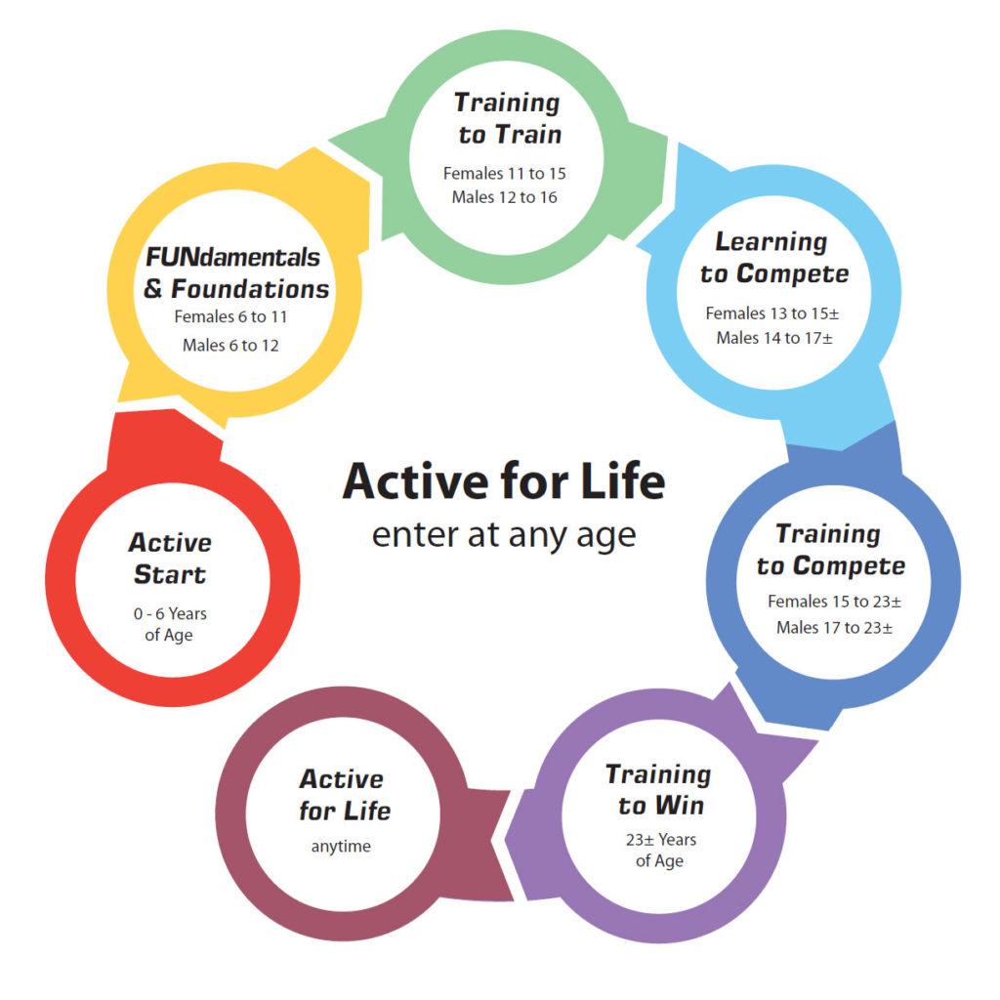 Training
to Train
Females 11 to 15
Males 12 to 16
Learning
to Compete
Females 13 to 15±
Males 14 to 17±
Training
to Compete
Females 15 to 23±
Males 17 to 23±
Training
to Win
23± Years
of Age
Active
for Life
anytime
Active
Start
0 - 6 Years
of Age
FUNdamentals
& Foundations
Females 6 to 11
Males 6 to 12
Active for Life
enter at any age